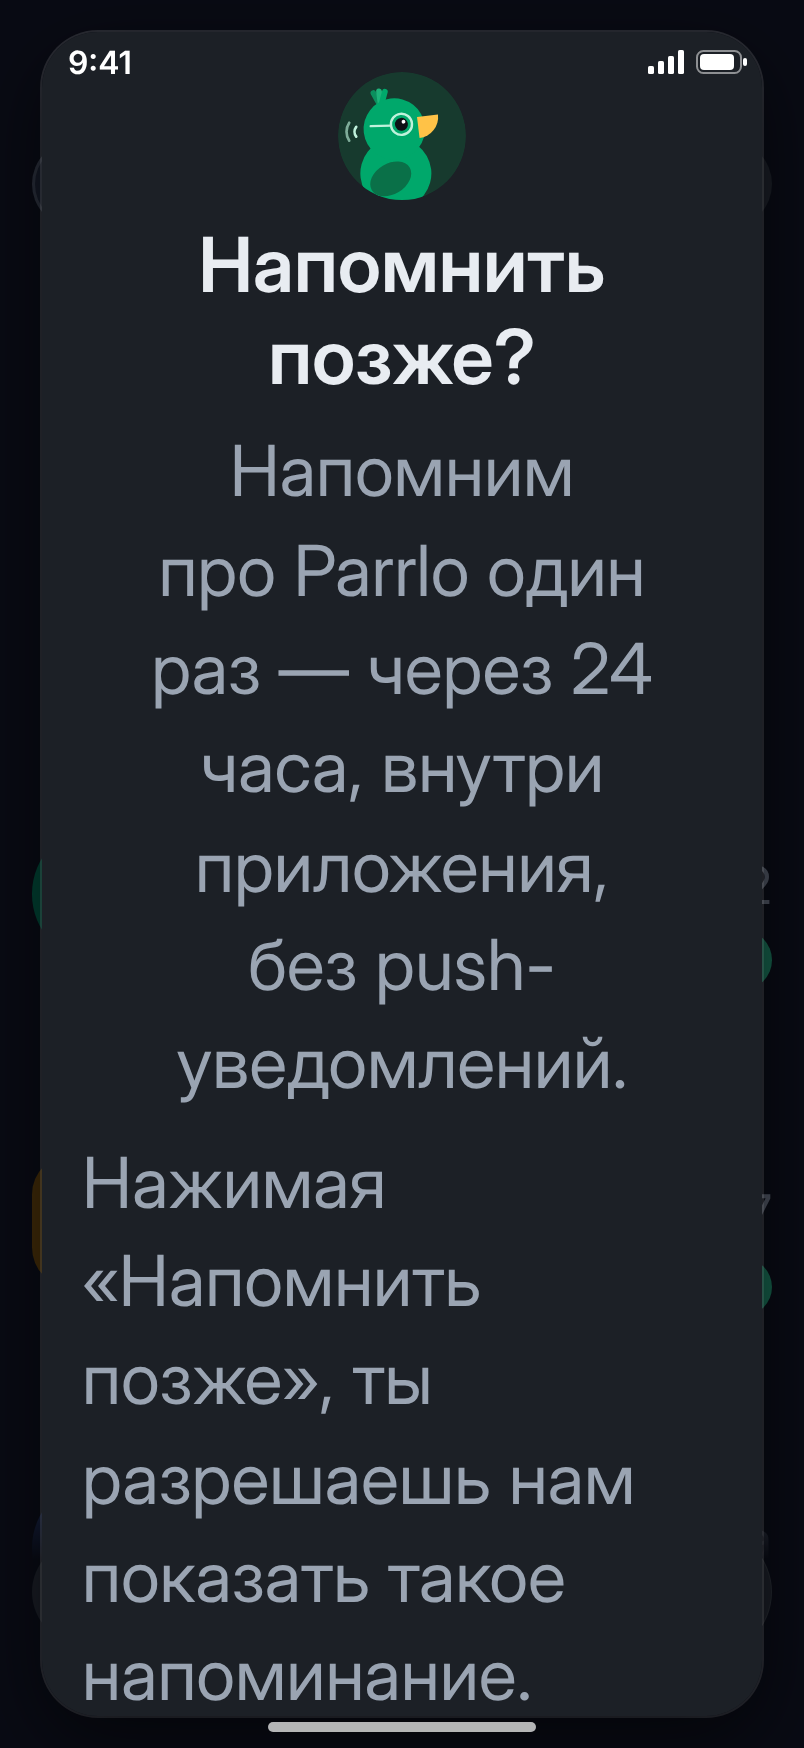 9:41
Напомнить
позже?
Напомним
про Parrlo один
раз — через 24
часа, внутри
приложения,
без push-
уведомлений.
Нажимая
«Напомнить
позже», ты
разрешаешь нам
показать такое
напоминание.